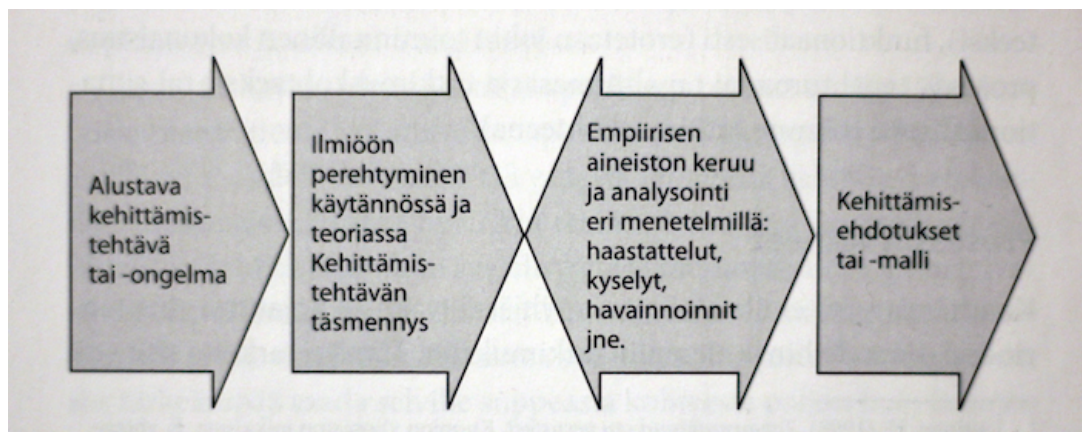 Alustava
kehittämis-
tehtävä
tai -ongelma
Ilmiöön
perehtyminen
käytännössä ja
teoriassa
Kehittämis-
tehtävän
täsmennys
Empiirisen
aineiston keruu
ja analysointi
eri menetelmillä:
haastattelut,
kyselyt,
havainnoinnit
jne.
Kehittämis-
ehdotukset
tai -malli